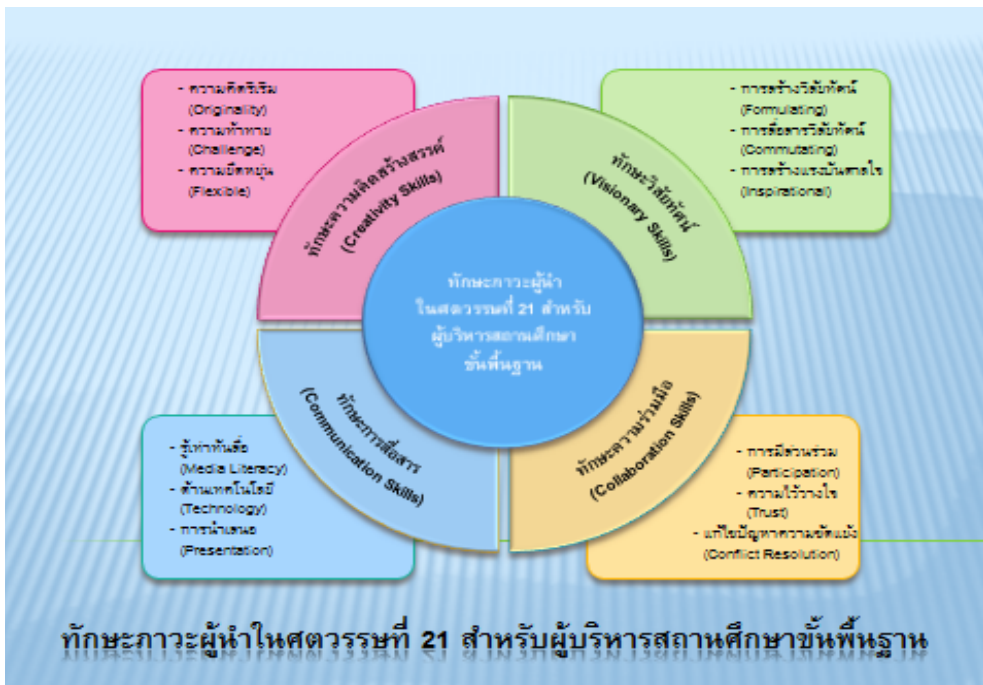 - ความคิดริเริ่ม
(Originality)
- ความท้าทาย
(Challenge)
- ความยืดหยุ่น
(Flexible)
- การสร้างวิสัยทัศน์
(Formulating)
- การสื่อสารวิสัยทัศน์
(Commutating)
- การสร้างแรงบันดาลใจ
(Inspirational)
ทักษะความคิดสร้างสรรค์
(Creativity Skills)
ทักษะวิสัยทัศน์
(Visionary Skills)
ทักษะภาวะผู้นำ
ในศตวรรษที่ 21 สำหรับ
ผู้บริหารสถานศึกษา
ขั้นพื้นฐาน
ทักษะการสื่อสาร
(Communication Skills)
ทักษะความร่วมมือ
(Collaboration Skills)
- รู้เท่าทันสื่อ
(Media Literacy)
- ด้านเทคโนโลยี
(Technology)
- การนำเสนอ
(Presentation)
- การมีส่วนร่วม
(Participation)
- ความไว้วางใจ
(Trust)
- แก้ไขปัญหาความขัดแย้ง
(Conflict Resolution)
ทักษะภาวะผู้นำในศตวรรษที่ 21 สำหรับผู้บริหารสถานศึกษาขั้นพื้นฐาน